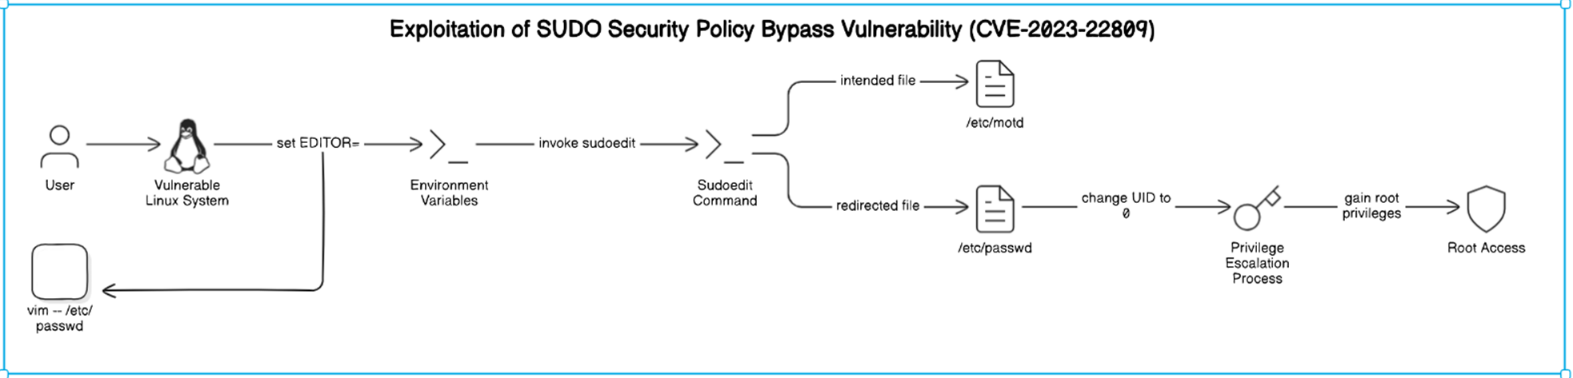 Exploitation of SUDO Security Policy Bypass Vulnerability (CVE-2023-22809)
intended file
/etc/motd
set EDITOR=
invoke sudoedit
User
Vulnerable
Linux System
Environment
Variables
Sudoedit
Command
redirected file
/etc/passwd
change UID to
0
Privilege
Escalation
Process
gain root
privileges
Root Access
vim -- /etc/
passwd